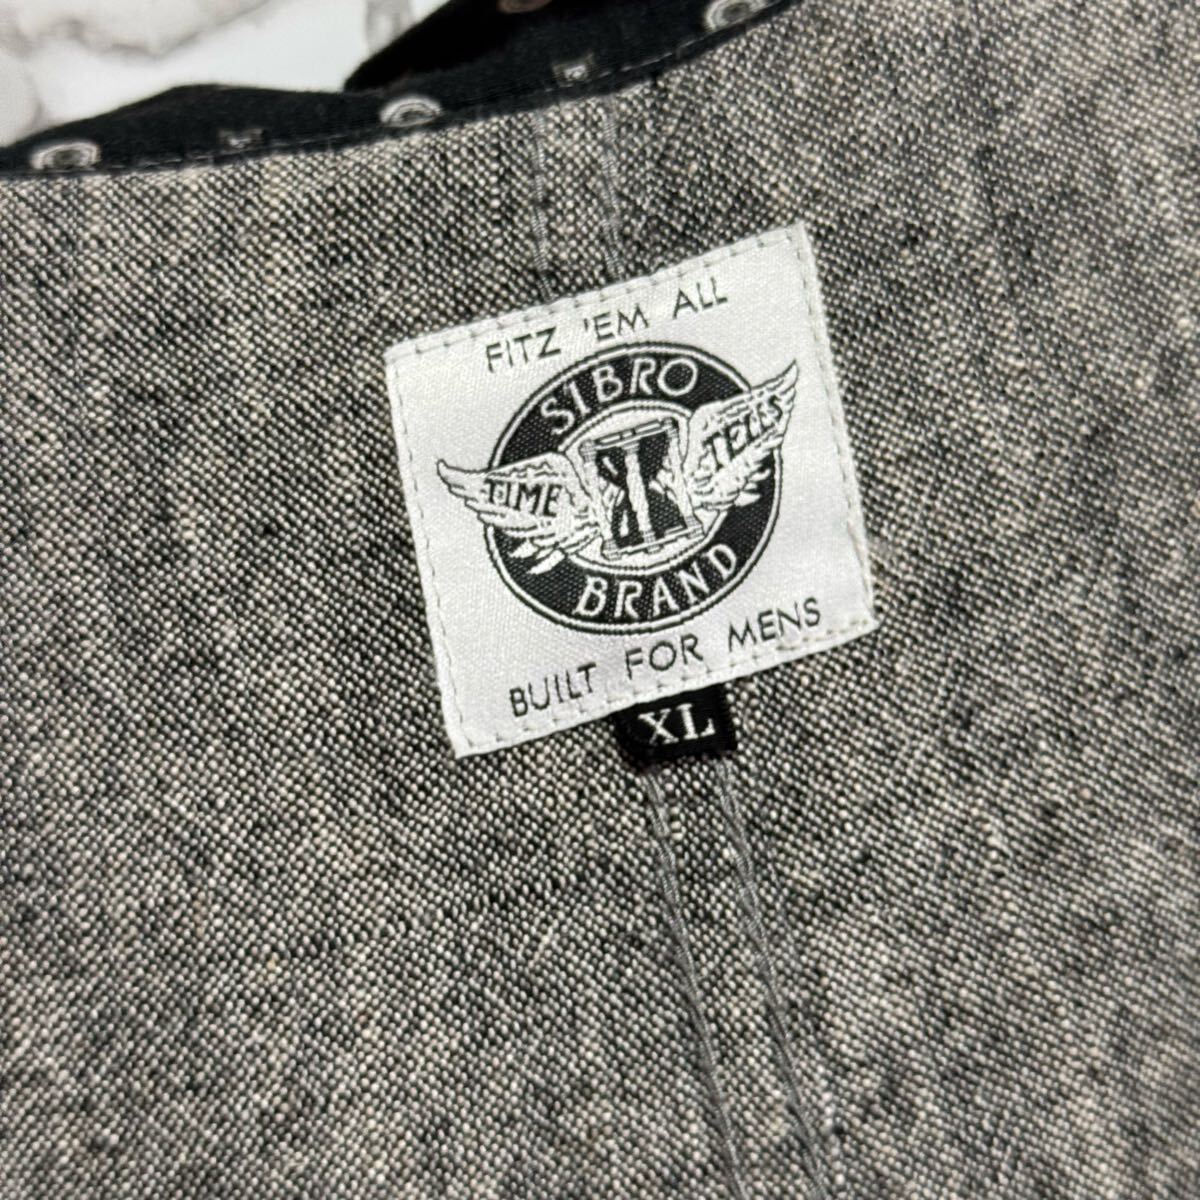 FITZ 'EM ALL
SIBRO
TIME TELLS
BRAND
BUILT FOR MENS
XL